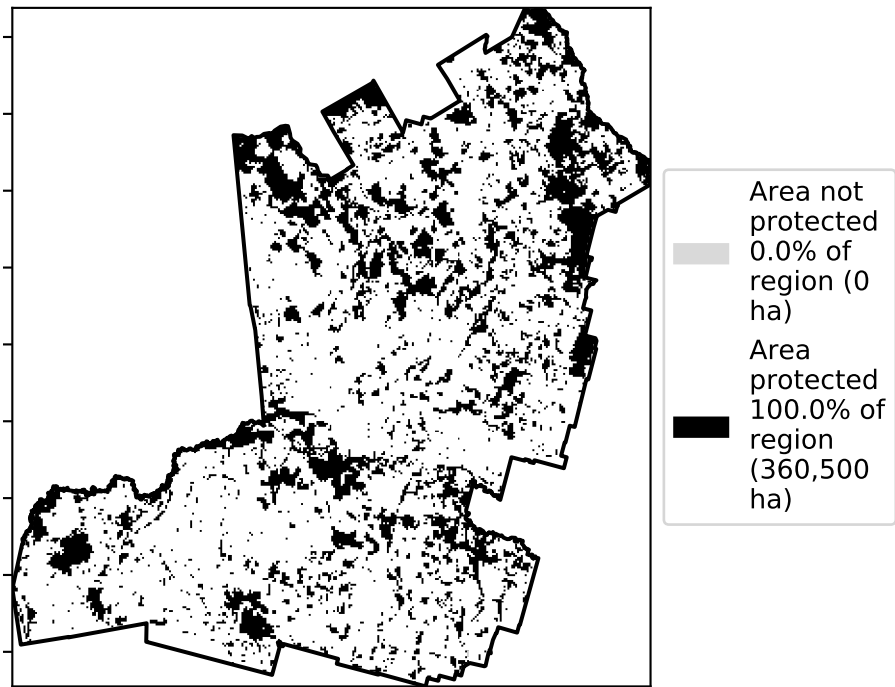 Area not
protected
0.0% of
region (0
ha)
Area
protected
100.0% of
region
(360,500
ha)